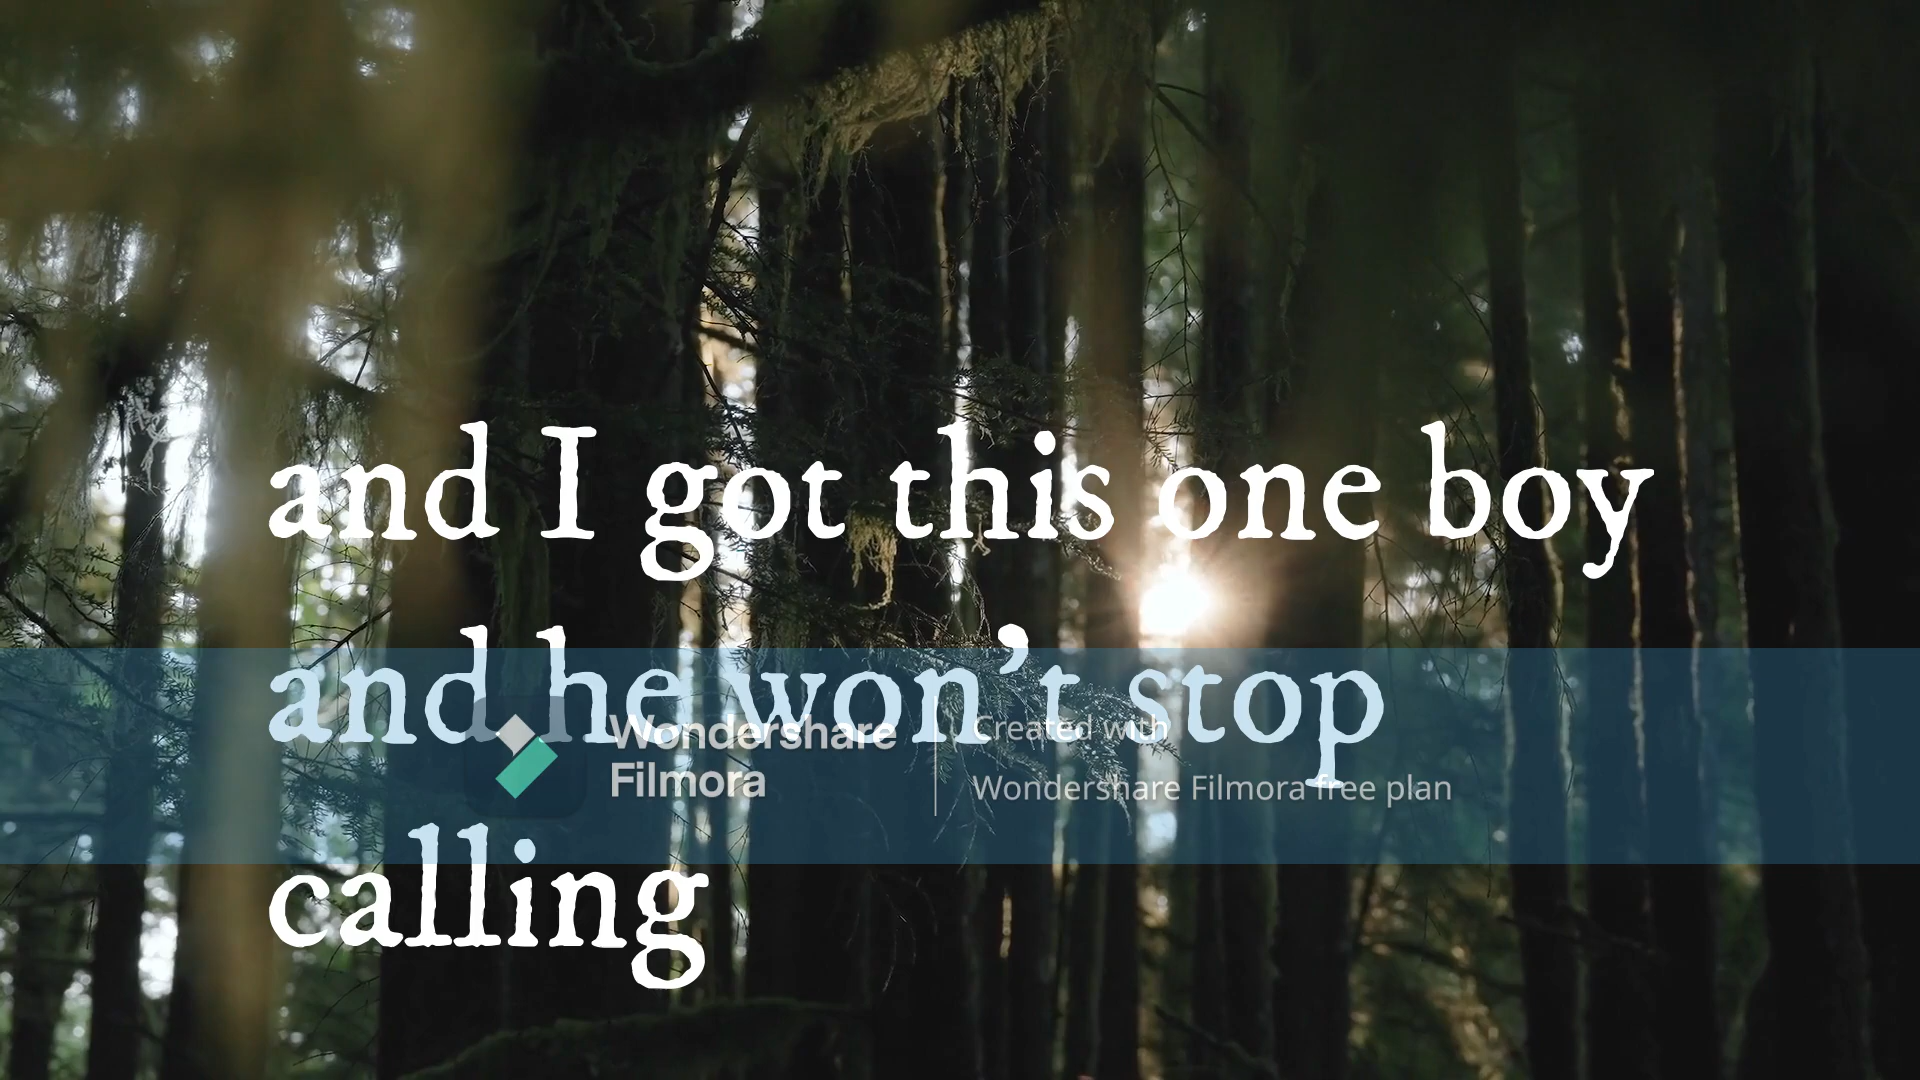 and I got this one boy
and he won't stop
calling
Wondershare
Filmora
Created with
Wondershare Filmora free plan